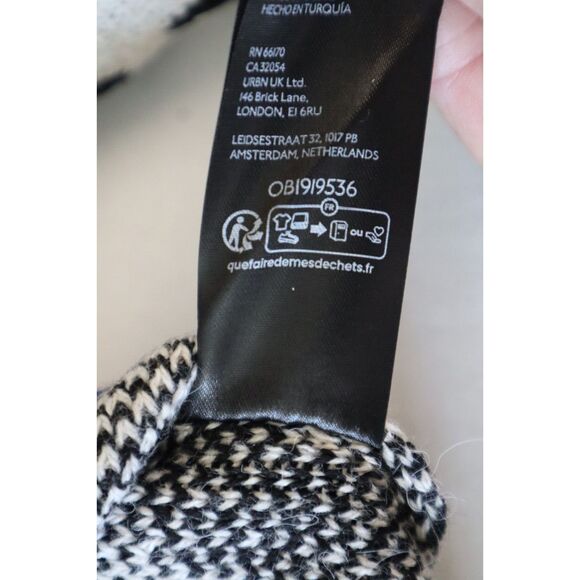 HECHO EN TURQUÍA
RN 66170
CA 32054
URBN UK Ltd.
146 Brick Lane,
LONDON, E1 6RU
LEIDSESTRAAT 32, 1017 PB
AMSTERDAM, NETHERLANDS
OB1919536
FR
ou
quefairedemesdechets.fr